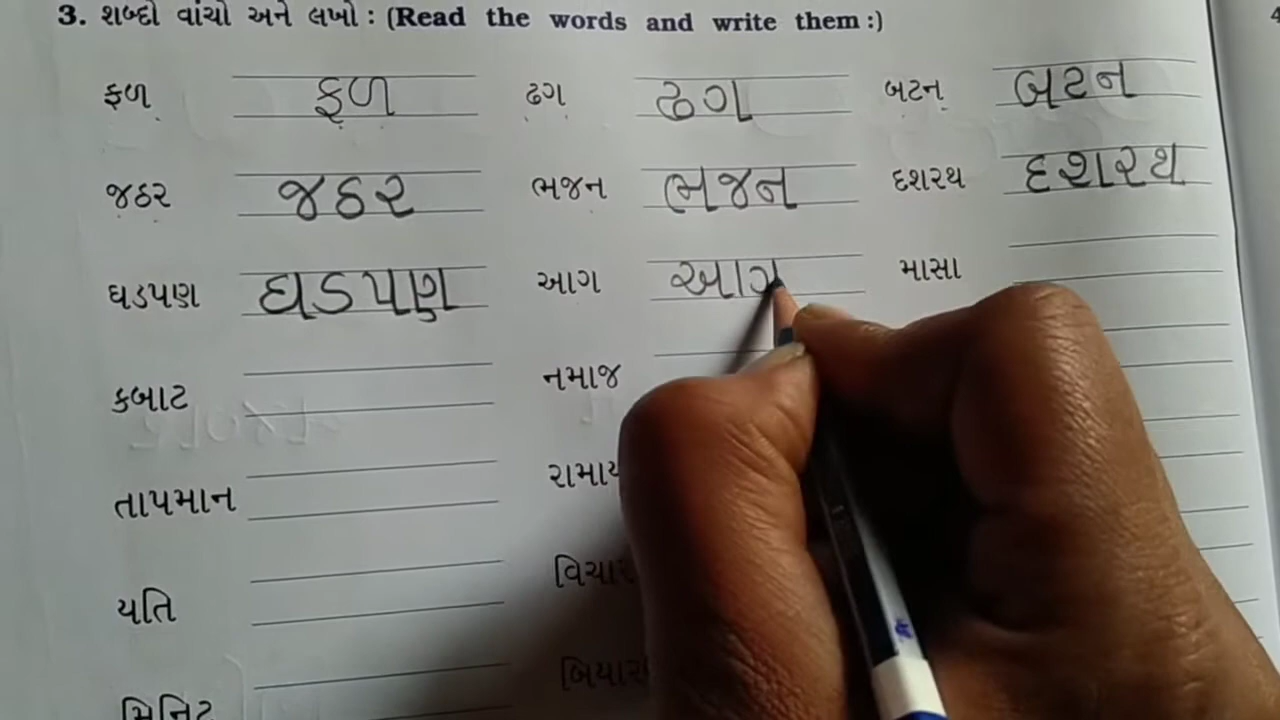 3. શબ્દો વાંચો અને લખો : (Read the words and write them :)
ફળ ફળ ઢગ ઢગ બટન બટન
જઠર જઠર ભજન ભજન દશરથ દશરથ
ઘડપણ ઘડપણ આગ આગ માસા
કબાટ નમાજ
તાપમાન
યતિ
મિનિટ